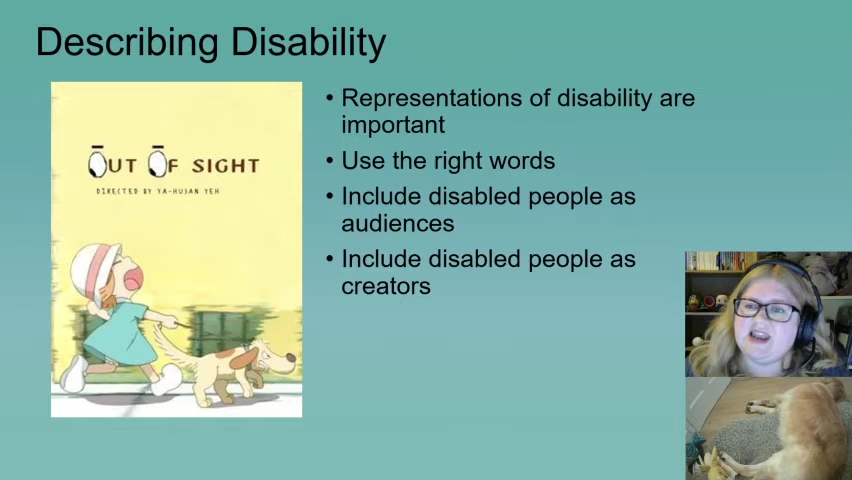 Describing Disability
OUT OF SIGHT
DIRECTED BY YA-HUSAN YEH
• Representations of disability are
important
• Use the right words
• Include disabled people as
audiences
• Include disabled people as
creators